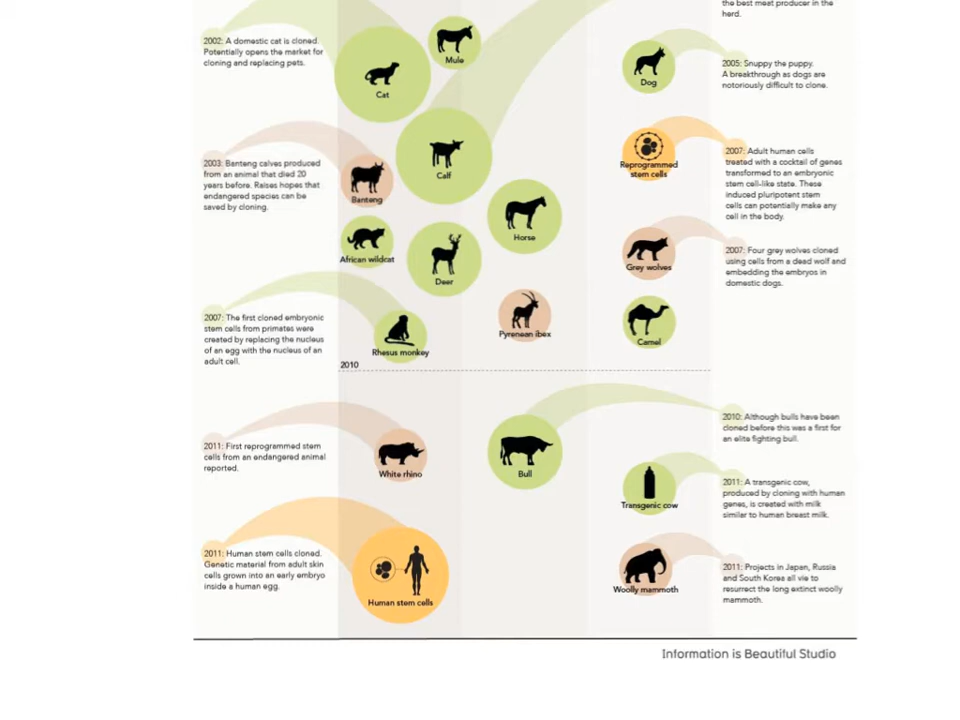 the best meat producer in the
herd.
2002: A domestic cat is cloned.
Potentially opens the market for
cloning and replacing pets.
Mule
Cat
Dog
2005: Snuppy the puppy.
A breakthrough as dogs are
notoriously difficult to clone.
2003: Banteng calves produced
from an animal that died 20
years before. Raises hopes that
endangered species can be
saved by cloning.
Banteng
Calf
Reprogrammed
stem cells
2007: Adult human cells
treated with a cocktail of genes
transformed to an embryonic
stem cell-like state. These
induced pluripotent stem
cells can potentially make any
cell in the body.
Horse
African wildcat
Deer
Grey wolves
2007: Four grey wolves cloned
using cells from a dead wolf and
embedding the embryos in
domestic dogs.
2007: The first cloned embryonic
stem cells from primates were
created by replacing the nucleus
of an egg with the nucleus of an
adult cell.
Rhesus monkey
Pyrenean ibex
Camel
2010
2010: Although bulls have been
cloned before this was a first for
an elite fighting bull.
2011: First reprogrammed stem
cells from an endangered animal
reported.
White rhino
Bull
Transgenic cow
2011: A transgenic cow,
produced by cloning with human
genes, is created with milk
similar to human breast milk.
2011: Human stem cells cloned.
Genetic material from adult skin
cells grown into an early embryo
inside a human egg.
Human stem cells
Woolly mammoth
2011: Projects in Japan, Russia
and South Korea all vie to
resurrect the long extinct woolly
mammoth.
Information is Beautiful Studio